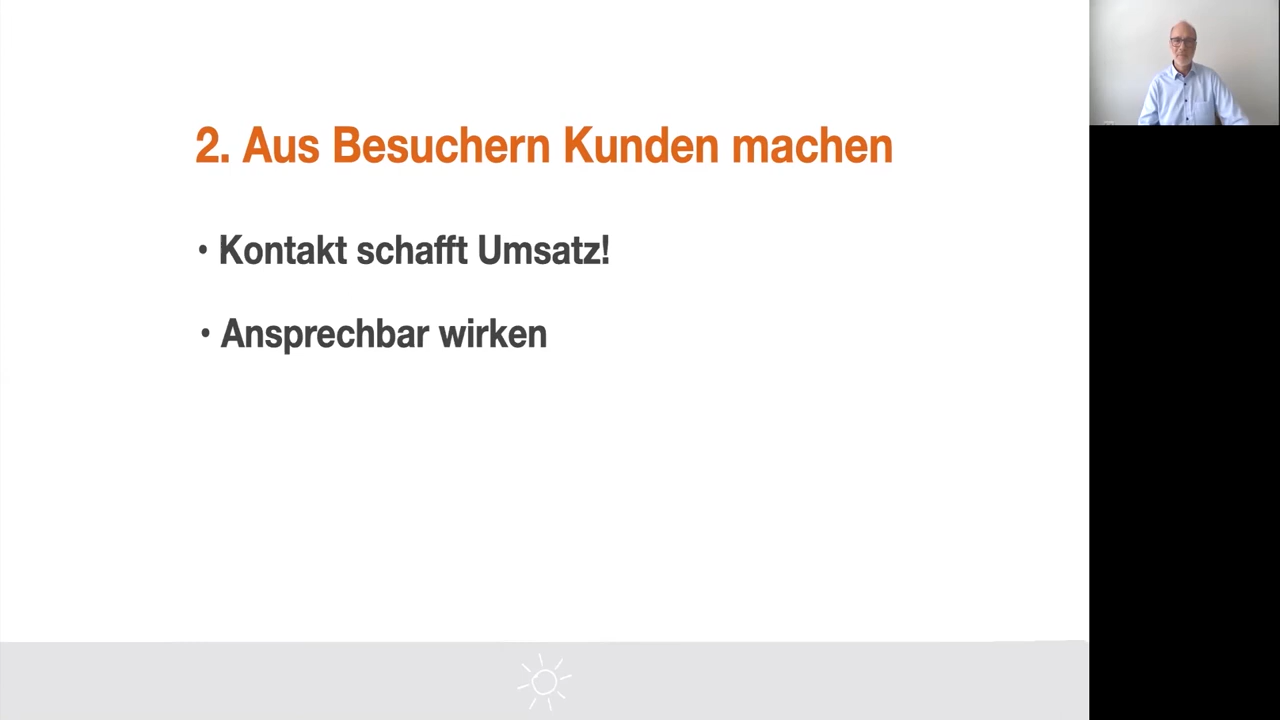 2. Aus Besuchern Kunden machen
• Kontakt schafft Umsatz!
• Ansprechbar wirken